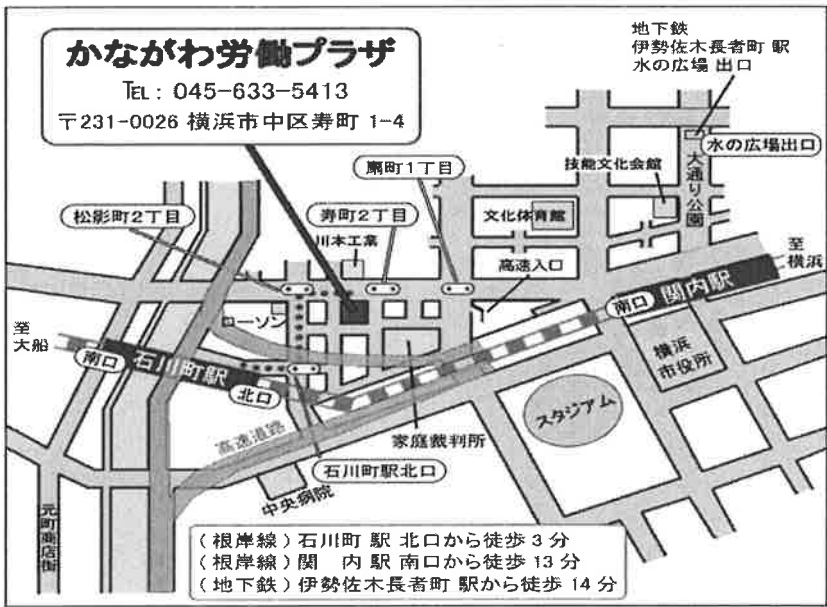 かながわ労働プラザ
TEL: 045-633-5413
〒231-0026 横浜市中区寿町 1-4
地下鉄
伊勢佐木長者町 駅
水の広場 出口
水の広場出口
大通り公園
技能文化会館
扇町1丁目
松影町2丁目
寿町2丁目
文化体育館
川本工業
高速入口
至
横浜
関内駅
南口
ローソン
至
大船
南口
石川町駅
北口
横浜
市役所
スタジアム
高速道路
家庭裁判所
石川町駅北口
中央病院
元町商店街
(根岸線) 石川町 駅 北口から徒歩 3 分
(根岸線) 関 内 駅 南口から徒歩 13 分
(地下鉄) 伊勢佐木長者町 駅から徒歩 14 分